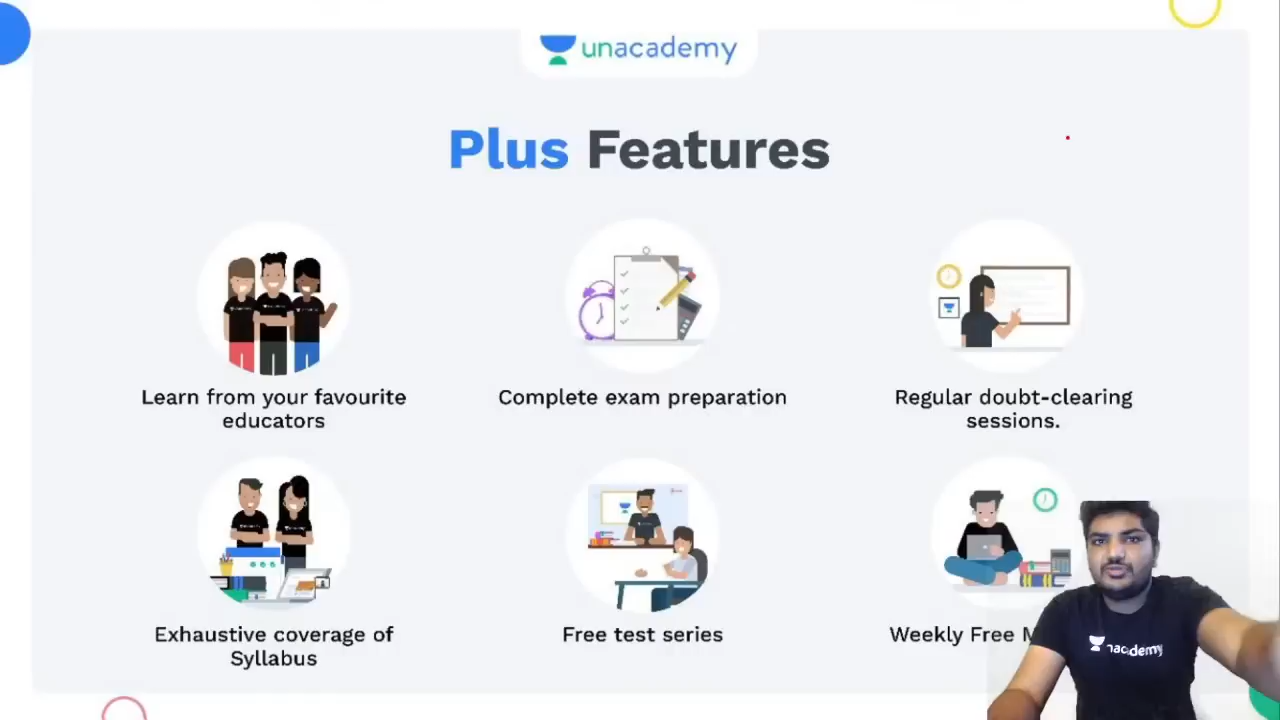 unacademy
Plus Features
Learn from your favourite
educators
Complete exam preparation
Regular doubt-clearing
sessions.
Exhaustive coverage of
Syllabus
Free test series
Weekly Free
unacademy